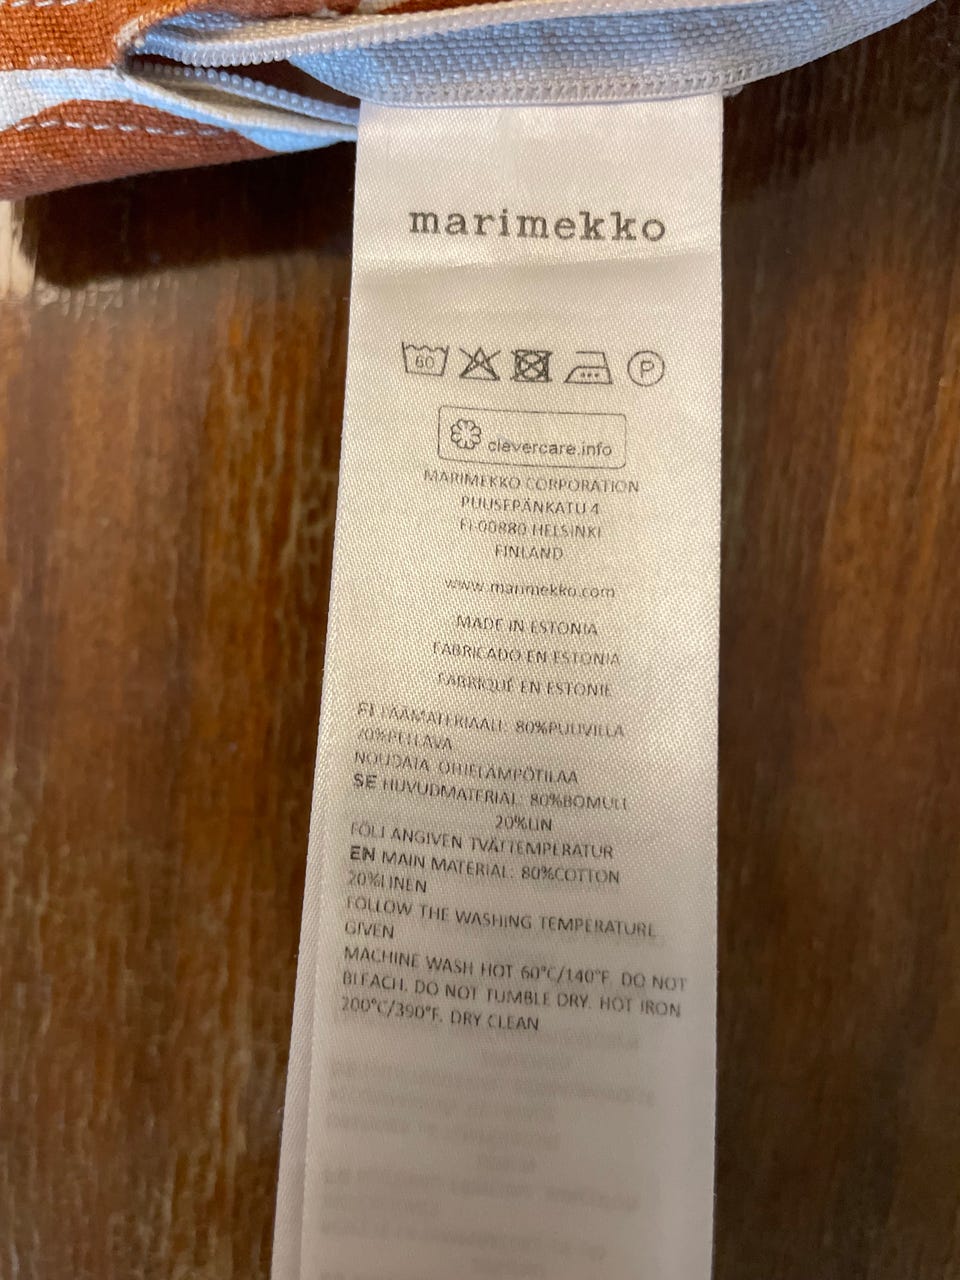 marimekko
60
P
clevercare.info
MARIMEKKO CORPORATION
PUUSEPÄNKATU 4
FI-00880 HELSINKI
FINLAND
www.marimekko.com
MADE IN ESTONIA
FABRICADO EN ESTONIA
FABRIQUÉ EN ESTONIE
FI PÄÄMATERIAALI: 80%PUUVILLA
20%PELLAVA
NOUDATA OHJELÄMPÖTILAA
SE HUVUDMATERIAL: 80%BOMULL
20%LIN
FÖLJ ANGIVEN TVÄTTEMPERATUR
EN MAIN MATERIAL: 80%COTTON
20%LINEN
FOLLOW THE WASHING TEMPERATURE
GIVEN
MACHINE WASH HOT 60°C/140°F. DO NOT
BLEACH. DO NOT TUMBLE DRY. HOT IRON
200°C/390°F. DRY CLEAN